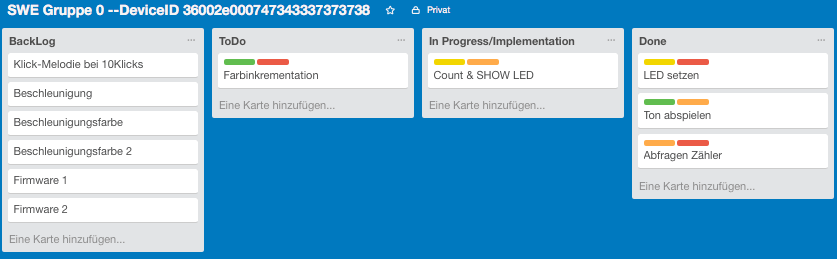 SWE Gruppe 0 --DeviceID 36002e000747343337373738 Privat
BackLog
Klick-Melodie bei 10Klicks
Beschleunigung
Beschleunigungsfarbe
Beschleunigungsfarbe 2
Firmware 1
Firmware 2
Eine Karte hinzufügen...
ToDo
Farbinkrementation
Eine Karte hinzufügen...
In Progress/Implementation
Count & SHOW LED
Eine Karte hinzufügen...
Done
LED setzen
Ton abspielen
Abfragen Zähler
Eine Karte hinzufügen...